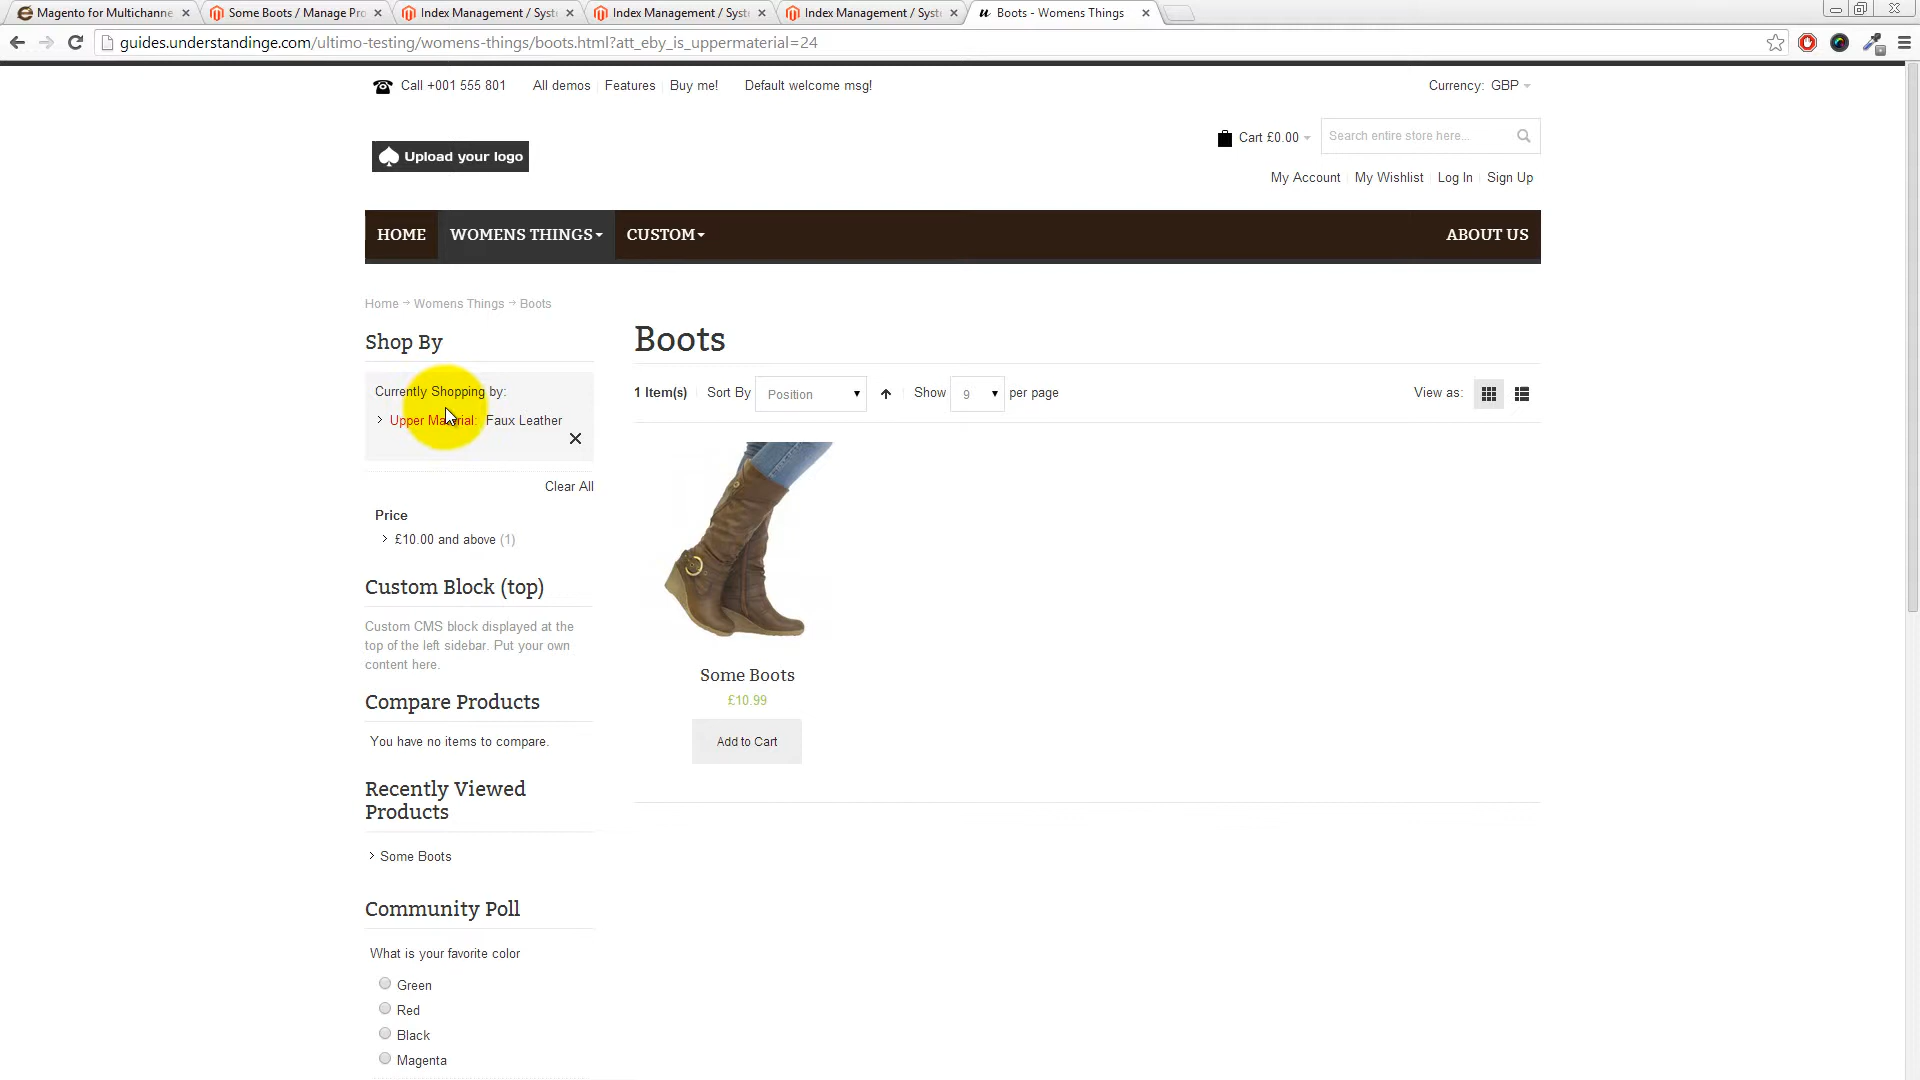 Magento for Multichanne
Some Boots / Manage Pro
Index Management / Syst
Index Management / Syst
Index Management / Syst
Boots - Womens Things
guides.understandinge.com/ultimo-testing/womens-things/boots.html?att_eby_is_uppermaterial=24
Call +001 555 801 All demos Features Buy me! Default welcome msg! Currency: GBP
Upload your logo
Cart £0.00 Search entire store here...
My Account My Wishlist Log In Sign Up
HOME WOMENS THINGS CUSTOM ABOUT US
Home → Womens Things → Boots
Shop By
Currently Shopping by:
Upper Material: Faux Leather
Clear All
Price
£10.00 and above (1)
Custom Block (top)
Custom CMS block displayed at the
top of the left sidebar. Put your own
content here.
Compare Products
You have no items to compare.
Recently Viewed
Products
Some Boots
Community Poll
What is your favorite color
Green
Red
Black
Magenta
Boots
1 Item(s) Sort By Position Show 9 per page View as:
Some Boots
£10.99
Add to Cart